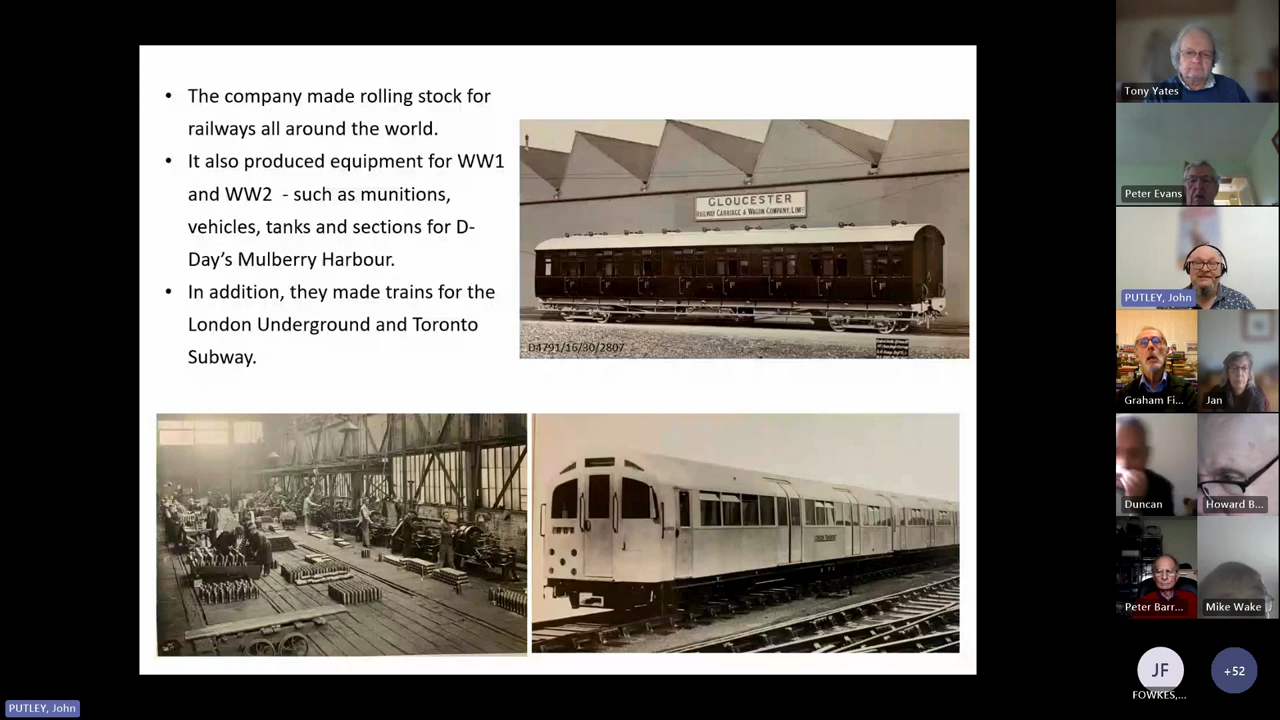 • The company made rolling stock for
railways all around the world.
• It also produced equipment for WW1
and WW2 - such as munitions,
vehicles, tanks and sections for D-
Day’s Mulberry Harbour.
• In addition, they made trains for the
London Underground and Toronto
Subway.
GLOUCESTER
RAILWAY CARRIAGE & WAGON COMPANY, LIMD
D4791/16/30/2807
LONDON TRANSPORT
Tony Yates
Peter Evans
PUTLEY, John
Graham Fi...
Jan
Duncan
Howard B...
Peter Barr...
Mike Wake
JF
FOWKES,...
+52
PUTLEY, John